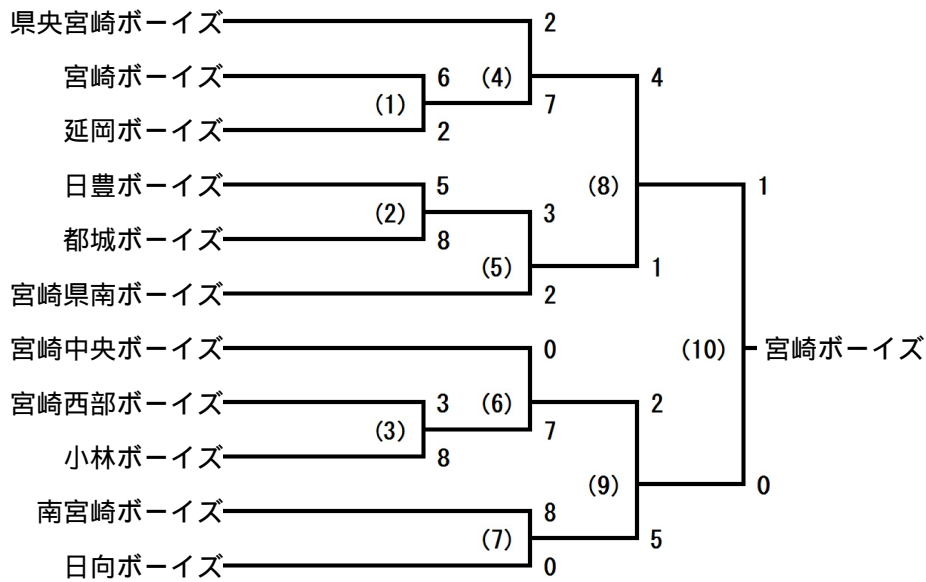 県央宮崎ボーイズ 2
宮崎ボーイズ 6 (4) 4
(1) 7
延岡ボーイズ 2
日豊ボーイズ 5 (8) 1
(2) 3
都城ボーイズ 8
(5) 1
宮崎県南ボーイズ 2
宮崎中央ボーイズ 0 (10) 宮崎ボーイズ
宮崎西部ボーイズ 3 (6) 2
(3) 7
小林ボーイズ 8
(9) 0
南宮崎ボーイズ 8
(7) 5
日向ボーイズ 0